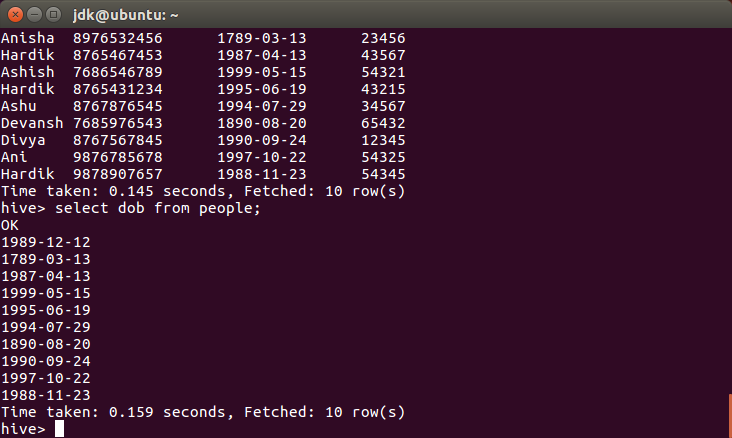 jdk@ubuntu: ~
Anisha  8976532456      1789-03-13      23456
Hardik  8765467453      1987-04-13      43567
Ashish  7686546789      1999-05-15      54321
Hardik  8765431234      1995-06-19      43215
Ashu    8767876545      1994-07-29      34567
Devansh 7685976543      1890-08-20      65432
Divya   8767567845      1990-09-24      12345
Ani     9876785678      1997-10-22      54325
Hardik  9878907657      1988-11-23      54345
Time taken: 0.145 seconds, Fetched: 10 row(s)
hive> select dob from people;
OK
1989-12-12
1789-03-13
1987-04-13
1999-05-15
1995-06-19
1994-07-29
1890-08-20
1990-09-24
1997-10-22
1988-11-23
Time taken: 0.159 seconds, Fetched: 10 row(s)
hive>